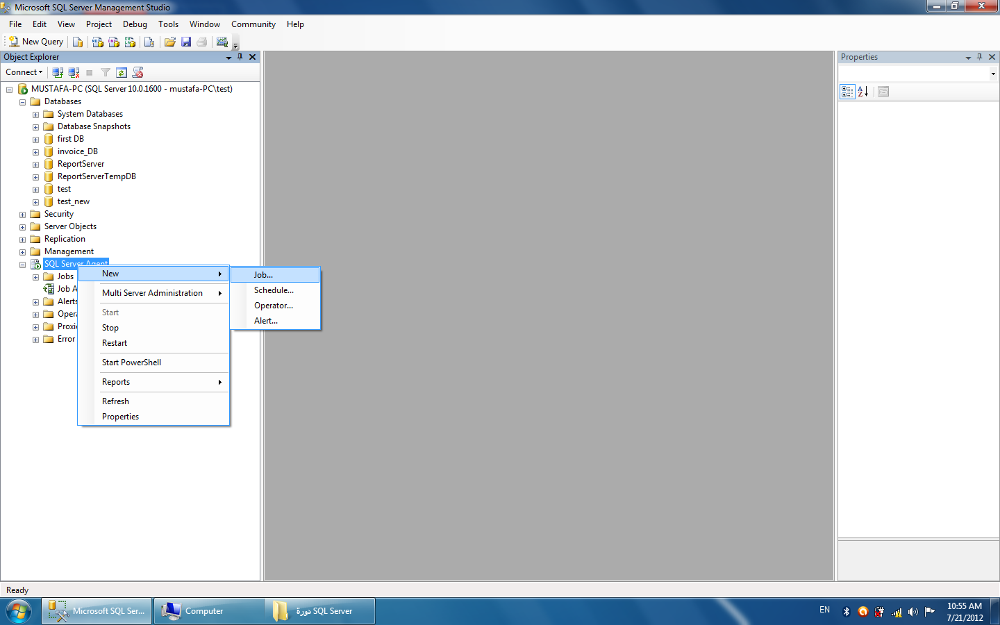 Microsoft SQL Server Management Studio
File Edit View Project Debug Tools Window Community Help
New Query
Object Explorer
Connect
MUSTAFA-PC (SQL Server 10.0.1600 - mustafa-PC\test)
Databases
System Databases
Database Snapshots
first DB
invoice_DB
ReportServer
ReportServerTempDB
test
test_new
Security
Server Objects
Replication
Management
SQL Server Agent
Jobs
Job A
Alerts
Opera
Proxi
Error
New
Multi Server Administration
Start
Stop
Restart
Start PowerShell
Reports
Refresh
Properties
Job...
Schedule...
Operator...
Alert...
Properties
Ready
Microsoft SQL Ser...
Computer
دورة SQL Server
EN
10:55 AM
7/21/2012